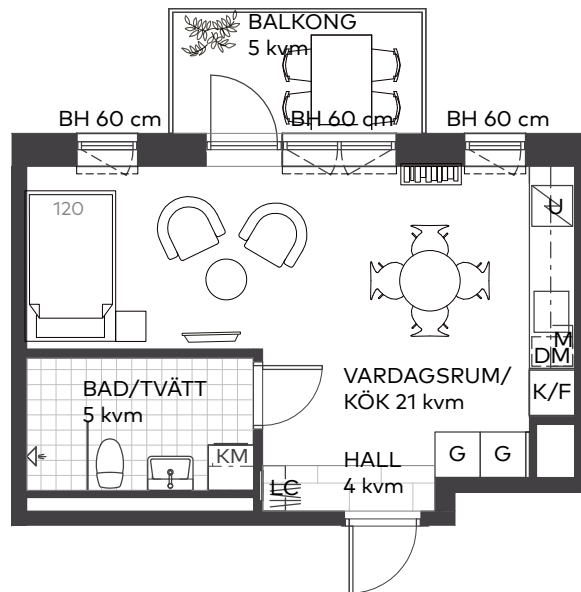 BALKONG
5 kvm
BH 60 cm
BH 60 cm
BH 60 cm
120
U
M
DM
K/F
VARDAGSRUM/
KÖK 21 kvm
BAD/TVÄTT
5 kvm
KM
G
G
HALL
4 kvm
LC